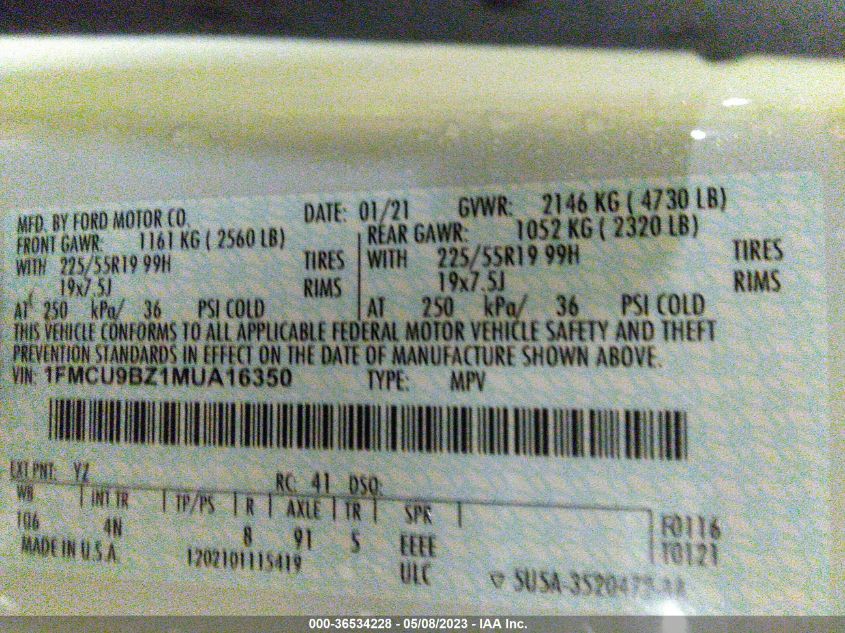 MFD. BY FORD MOTOR CO. DATE: 01/21 GVWR: 2146 KG ( 4730 LB)
FRONT GAWR: 1161 KG ( 2560 LB) REAR GAWR: 1052 KG ( 2320 LB)
WITH 225/55R19 99H TIRES WITH 225/55R19 99H TIRES
19x7.5J RIMS 19x7.5J RIMS
AT 250 kPa/ 36 PSI COLD AT 250 kPa/ 36 PSI COLD
THIS VEHICLE CONFORMS TO ALL APPLICABLE FEDERAL MOTOR VEHICLE SAFETY AND THEFT
PREVENTION STANDARDS IN EFFECT ON THE DATE OF MANUFACTURE SHOWN ABOVE.
VIN: 1FMCU9BZ1MUA16350 TYPE: MPV
EXT PNT: YZ RC: 41 DSO:
WB INT TR TP/PS R AXLE TR SPR
106 4N 8 91 5 EEEE F0116
MADE IN U.S.A. 1202101115419 ULC T0121
5USA-3520472-AA
000-36534228 - 05/08/2023 - IAA Inc.